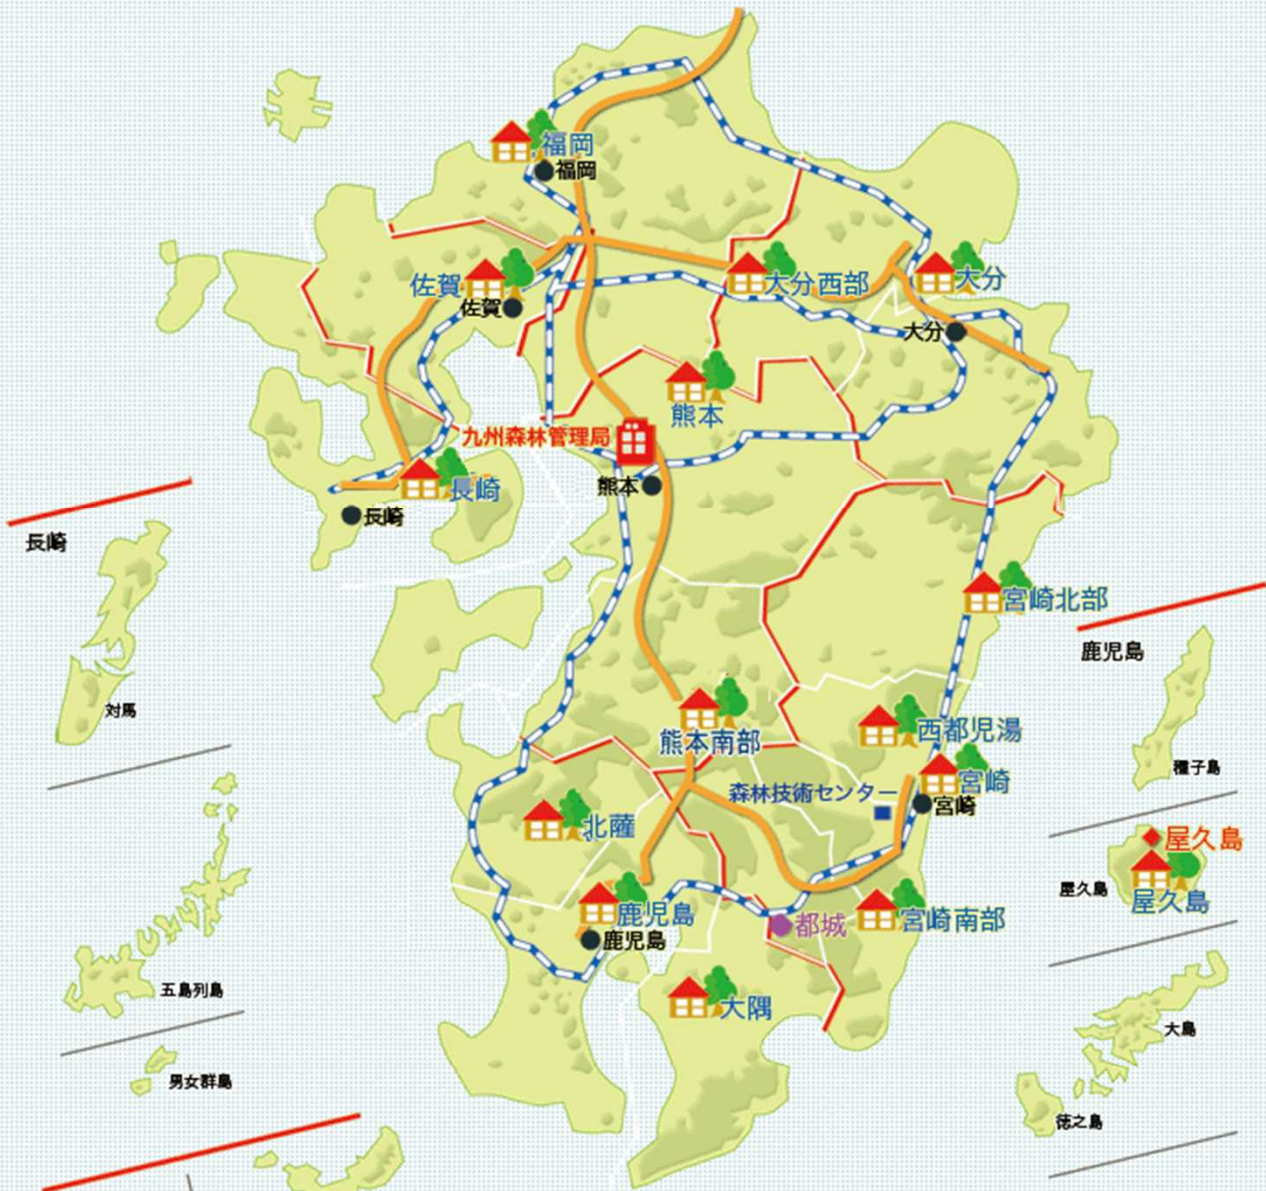 福岡
福岡
佐賀
佐賀
大分西部
大分
大分
熊本
九州森林管理局
熊本
長崎
長崎
長崎
対馬
宮崎北部
鹿児島
種子島
熊本南部
西都児湯
宮崎
宮崎
森林技術センター
北薩
屋久島
屋久島
屋久島
鹿児島
鹿児島
都城
宮崎南部
五島列島
大隅
大島
男女群島
徳之島